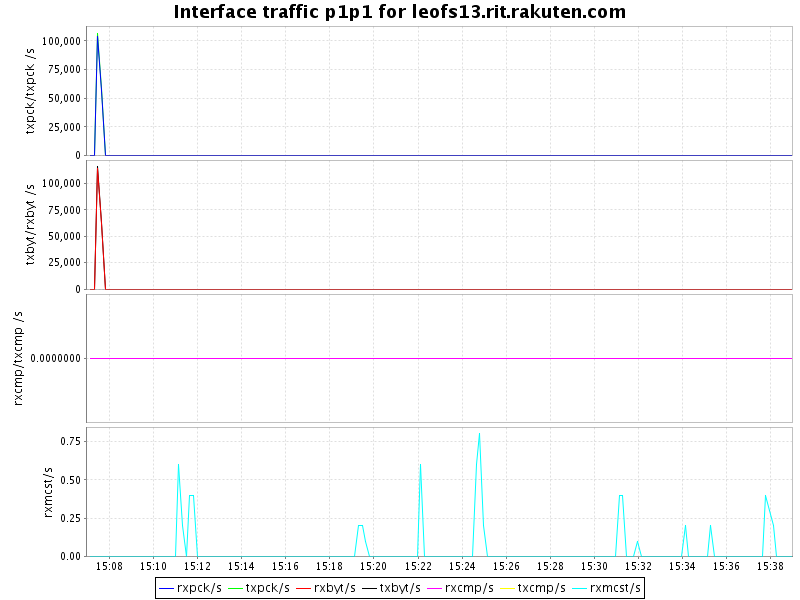 Interface traffic p1p1 for leofs13.rit.rakuten.com
txpck/txpck /s
100,000
75,000
50,000
25,000
0
txbyt/rxbyt /s
100,000
75,000
50,000
25,000
0
rxcmp/txcmp /s
0.0000000
rxmcst/s
0.75
0.50
0.25
0.00
15:08 15:10 15:12 15:14 15:16 15:18 15:20 15:22 15:24 15:26 15:28 15:30 15:32 15:34 15:36 15:38
rxpck/s txpck/s rxbyt/s txbyt/s rxcmp/s txcmp/s rxmcst/s